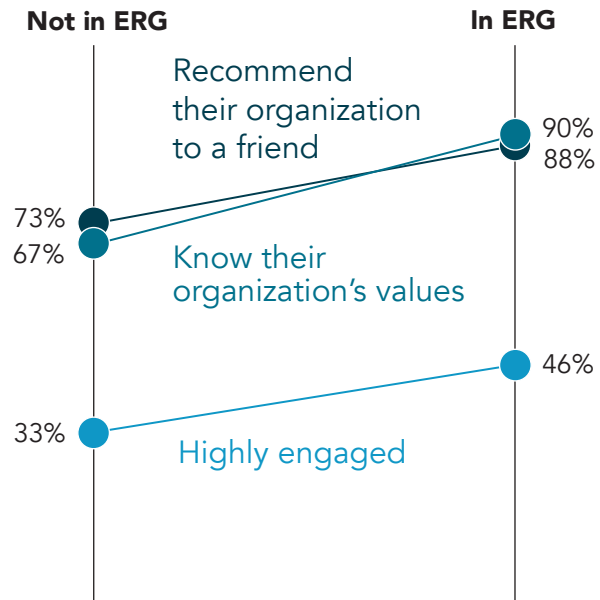 Not in ERG
In ERG
Recommend
their organization
to a friend
90%
88%
73%
67%
Know their
organization’s values
46%
33%
Highly engaged